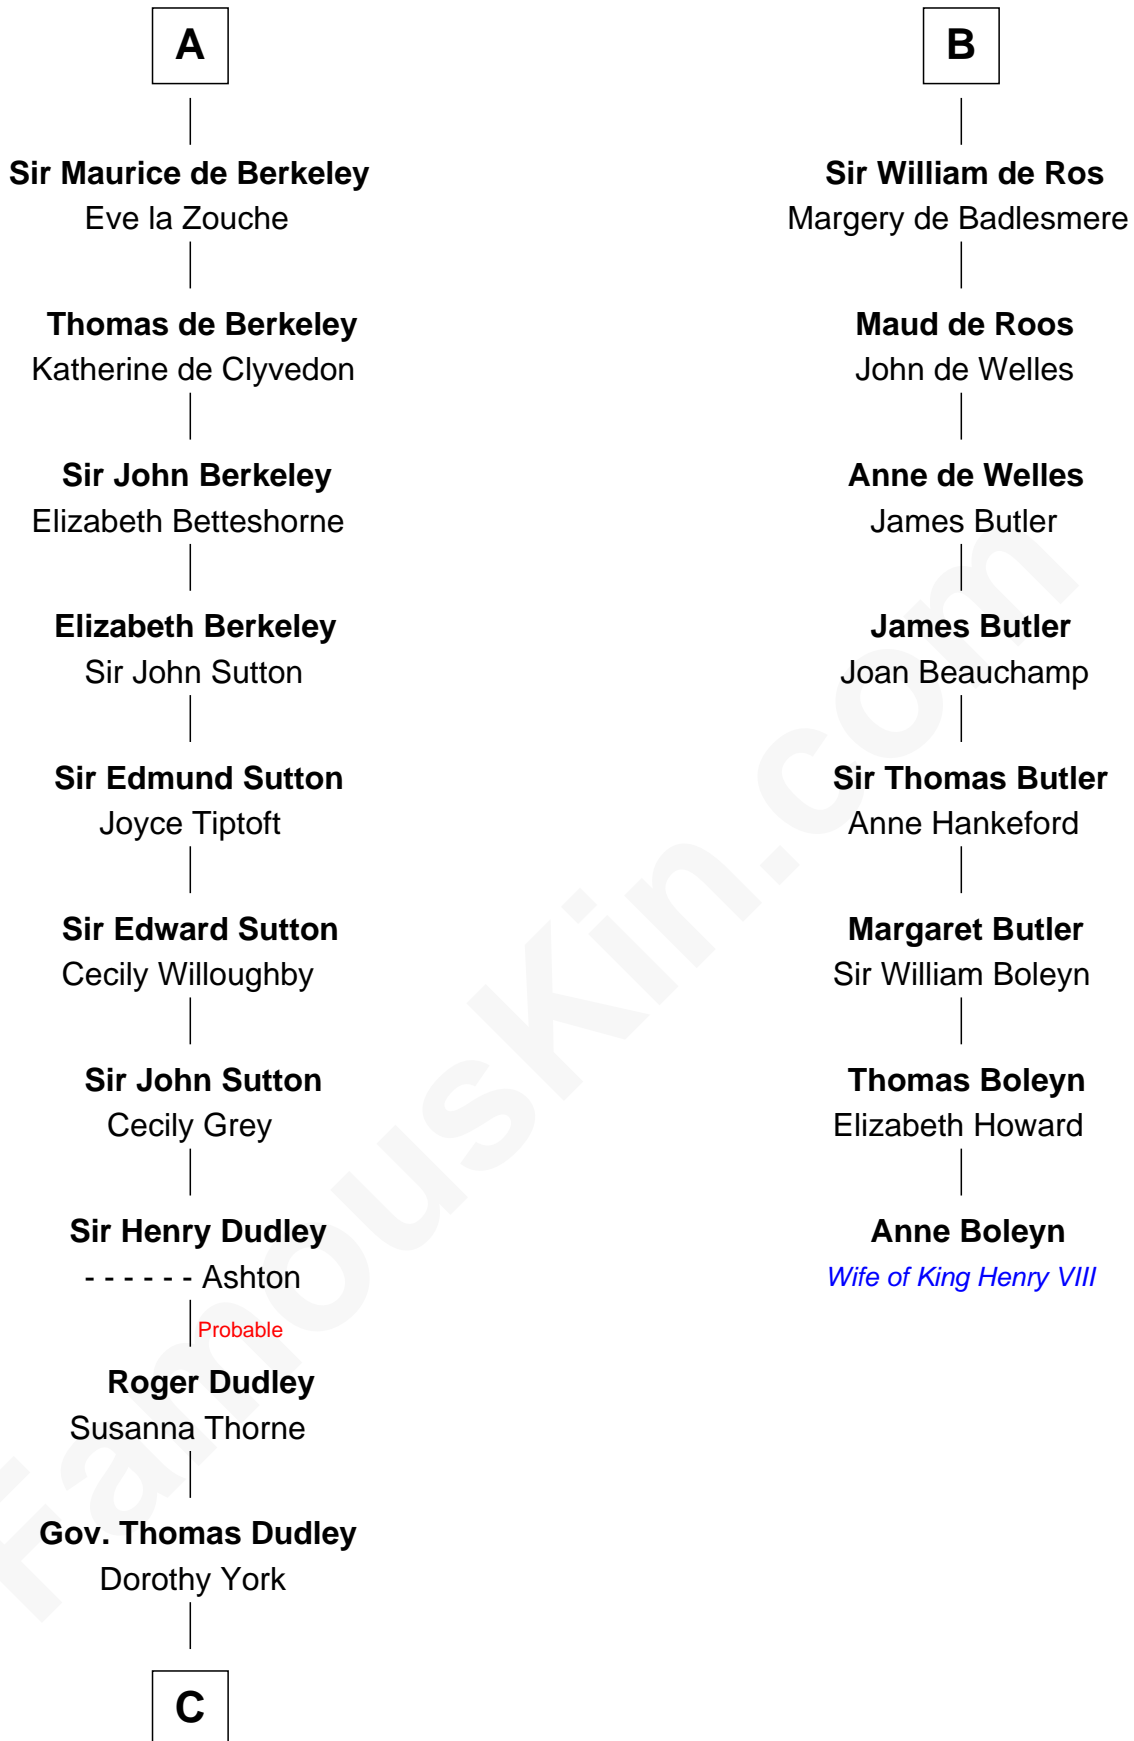 A
Sir Maurice de Berkeley
Eve la Zouche
Thomas de Berkeley
Katherine de Clyvedon
Sir John Berkeley
Elizabeth Betteshorne
Elizabeth Berkeley
Sir John Sutton
Sir Edmund Sutton
Joyce Tiptoft
Sir Edward Sutton
Cecily Willoughby
Sir John Sutton
Cecily Grey
Sir Henry Dudley
- - - - - - Ashton
Probable
Roger Dudley
Susanna Thorne
Gov. Thomas Dudley
Dorothy York
C
B
Sir William de Ros
Margery de Badlesmere
Maud de Roos
John de Welles
Anne de Welles
James Butler
James Butler
Joan Beauchamp
Sir Thomas Butler
Anne Hankeford
Margaret Butler
Sir William Boleyn
Thomas Boleyn
Elizabeth Howard
Anne Boleyn
Wife of King Henry VIII
FamousKin.com